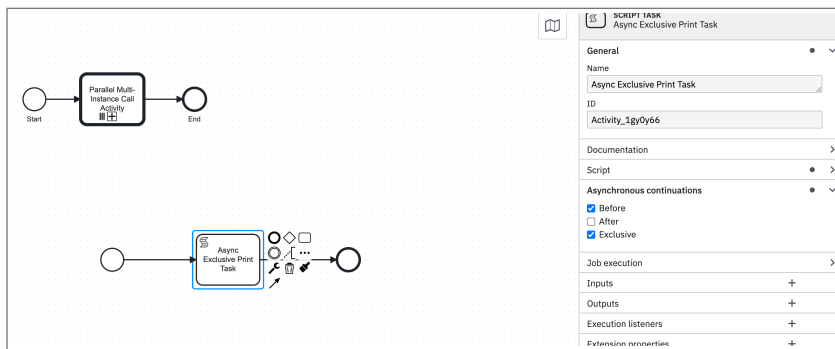 Parallel Multi-
Instance Call
Activity
Start
End
Async
Exclusive Print
Task
SCRIPT TASK
Async Exclusive Print Task
General
Name
Async Exclusive Print Task
ID
Activity_1gy0y66
Documentation
Script
Asynchronous continuations
Before
After
Exclusive
Job execution
Inputs
Outputs
Execution listeners
Extension properties